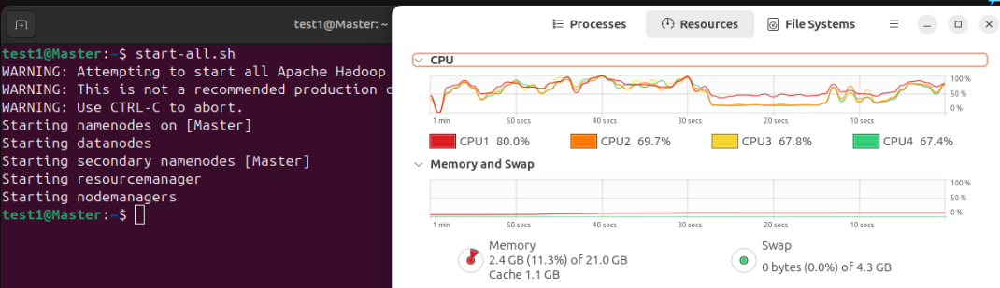 test1@Master: ~
test1@Master:~$ start-all.sh
WARNING: Attempting to start all Apache Hadoop
WARNING: This is not a recommended production
WARNING: Use CTRL-C to abort.
Starting namenodes on [Master]
Starting datanodes
Starting secondary namenodes [Master]
Starting resourcemanager
Starting nodemanagers
test1@Master:~$
Processes Resources File Systems
CPU
100 %
50 %
0 %
1 min 50 secs 40 secs 30 secs 20 secs 10 secs
CPU1 80.0% CPU2 69.7% CPU3 67.8% CPU4 67.4%
Memory and Swap
100 %
50 %
0 %
1 min 50 secs 40 secs 30 secs 20 secs 10 secs
Memory
2.4 GB (11.3%) of 21.0 GB
Cache 1.1 GB
Swap
0 bytes (0.0%) of 4.3 GB